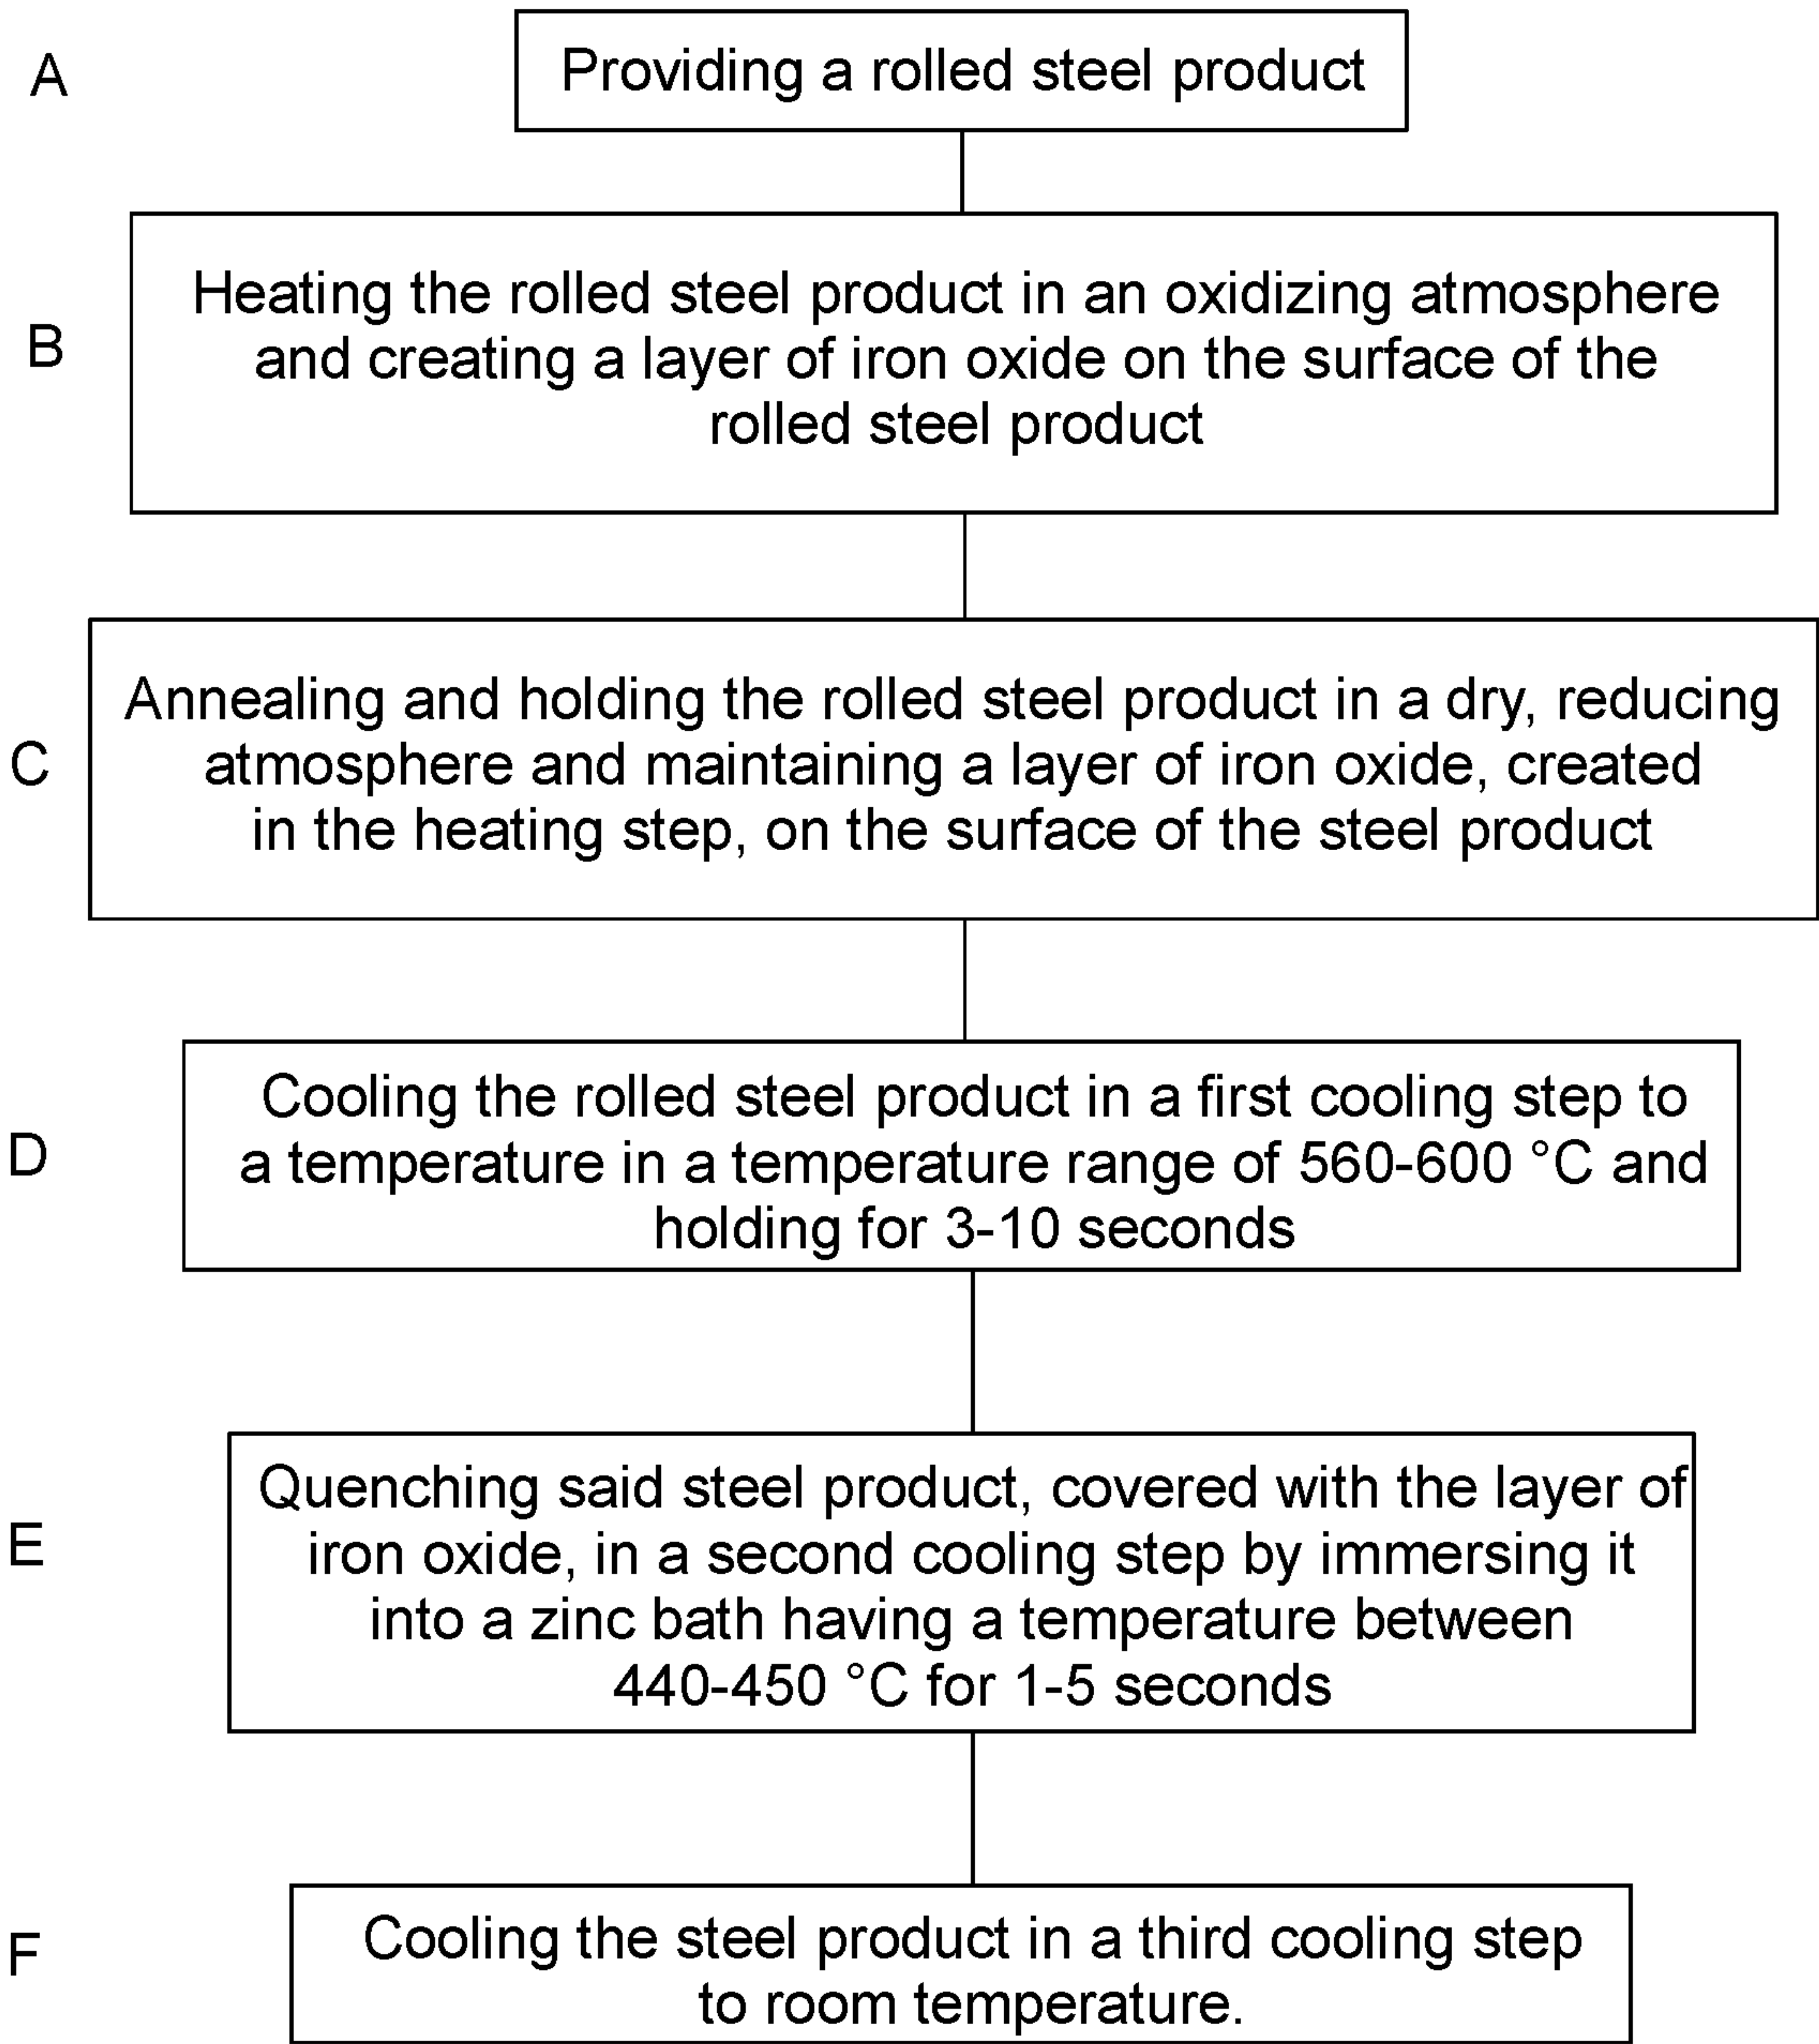 A
Providing a rolled steel product
B
Heating the rolled steel product in an oxidizing atmosphere
and creating a layer of iron oxide on the surface of the
rolled steel product
C
Annealing and holding the rolled steel product in a dry, reducing
atmosphere and maintaining a layer of iron oxide, created
in the heating step, on the surface of the steel product
D
Cooling the rolled steel product in a first cooling step to
a temperature in a temperature range of 560-600 °C and
holding for 3-10 seconds
E
Quenching said steel product, covered with the layer of
iron oxide, in a second cooling step by immersing it
into a zinc bath having a temperature between
440-450 °C for 1-5 seconds
F
Cooling the steel product in a third cooling step
to room temperature.